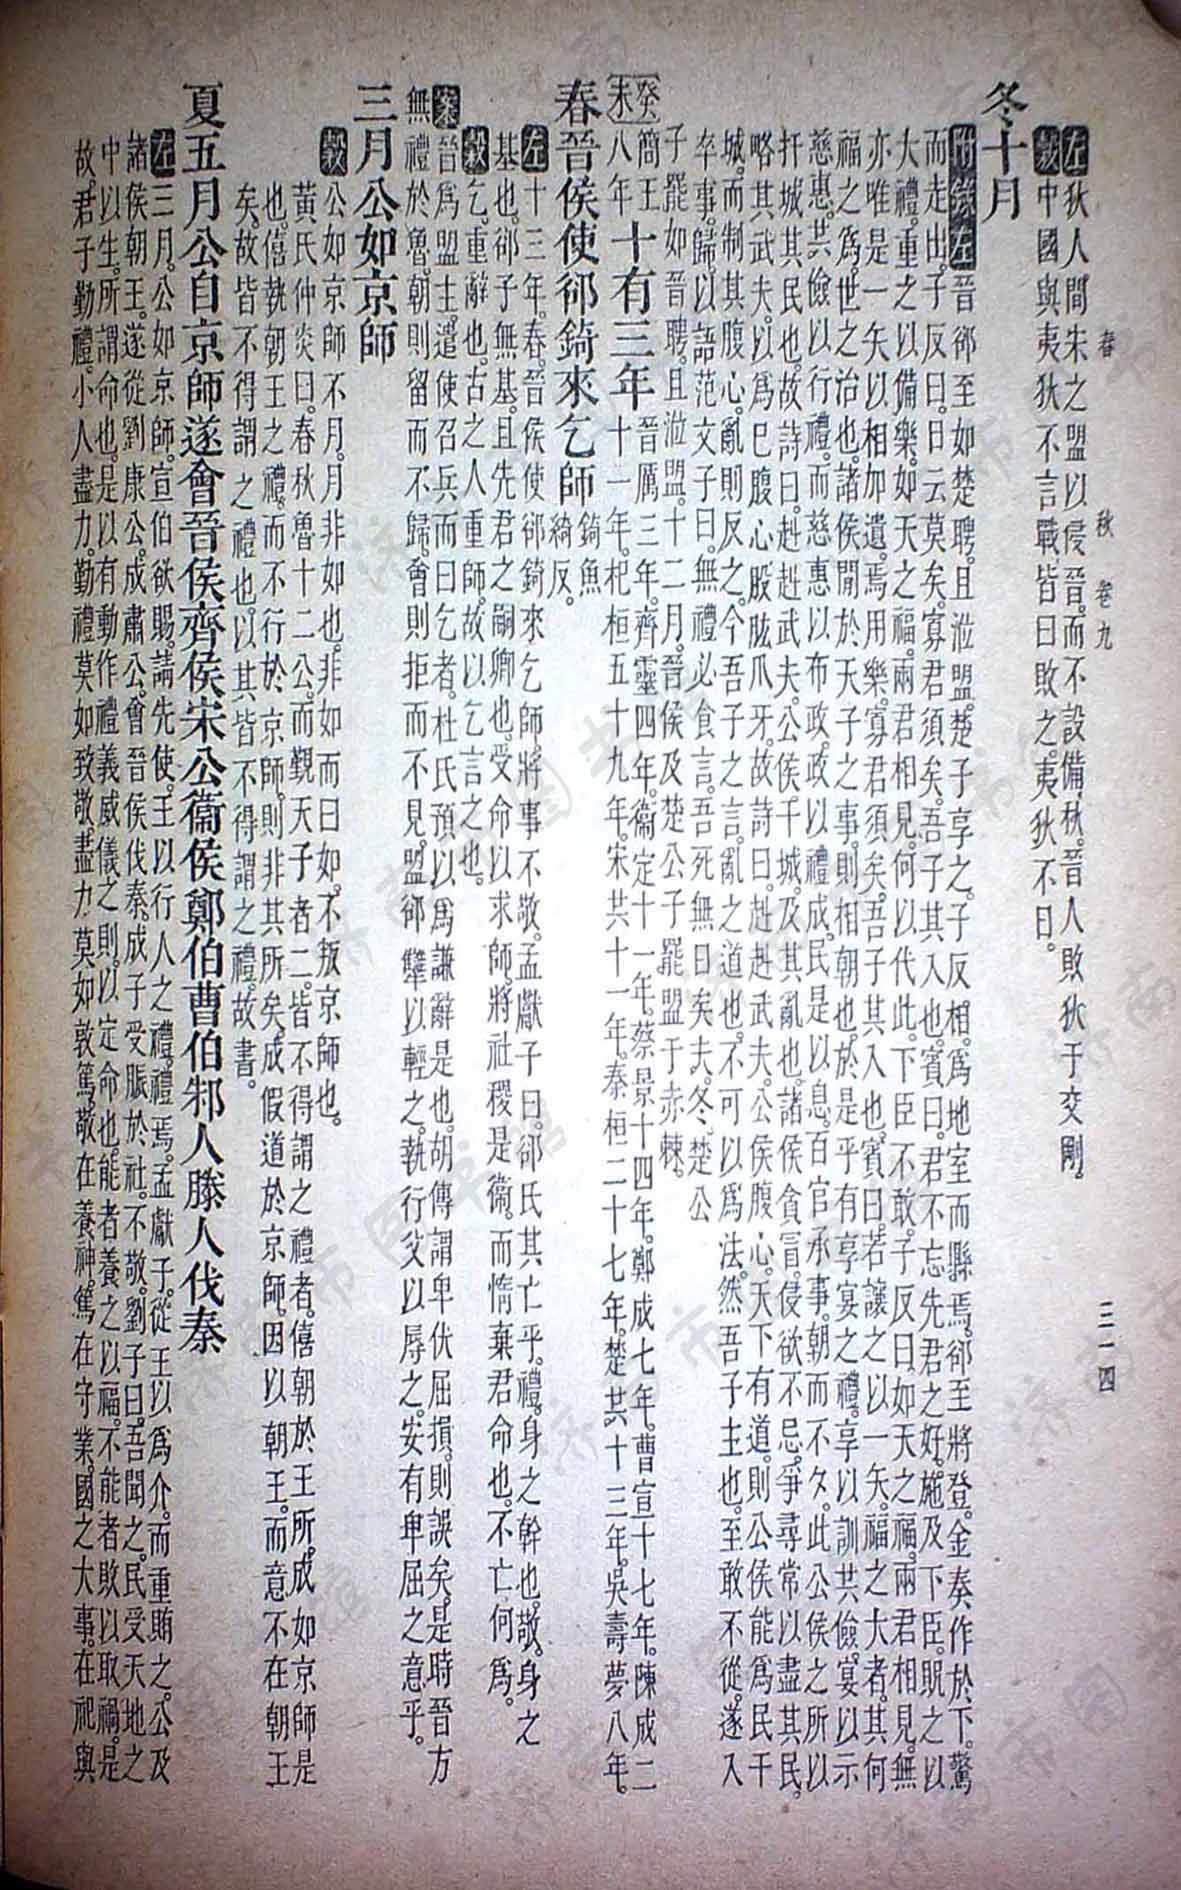 春秋 卷九 三一四
左狄人間朱之盟以侵晉。而不設備。秋。晉人敗狄于交剛。
穀中國與夷狄不言戰。皆曰敗之。夷狄不日。
冬十月
附錄左晉郤至如楚聘。且涖盟。楚子享之。子反相。爲地室而縣焉。郤至將登。金奏作於下。驚
而走出。子反曰。日云莫矣。寡君須矣。吾子其入也。賓曰。君不忘先君之好。施及下臣。貺之以
大禮。重之以備樂。如天之福。兩君相見。何以代此。下臣不敢。子反曰。如天之福。兩君相見。無
亦唯是一矢以相加遺。焉用樂。寡君須矣。吾子其入也。賓曰。若讓之以一矢。禍之大者。其何
福之爲。世之治也。諸侯間於天子之事。則相朝也。於是乎有享宴之禮。享以訓共儉。宴以示
慈惠。共儉以行禮。而慈惠以布政。政以禮成。民是以息。百官承事。朝而不夕。此公侯之所以
扞城其民也。故詩曰。赳赳武夫。公侯干城。及其亂也。諸侯貪冒。侵欲不忌。爭尋常以盡其民。
略其武夫。以爲己腹心股肱爪牙。故詩曰。赳赳武夫。公侯腹心。天下有道。則公侯能爲民干
城。而制其腹心。亂則反之。今吾子之言。亂之道也。不可以爲法。然吾子主也。至敢不從。遂入
卒事。歸。以語范文子。文子曰。無禮必食言。吾死無日矣夫。冬。楚公
子罷如晉聘。且涖盟。十二月。晉侯及楚公子罷盟于赤棘。
癸未 簡王八年 十有三年 晉厲三年。齊靈四年。衞定十一年。蔡景十四年。鄭成七年。曹宣十七年。陳成二
十一年。杞桓五十九年。宋共十一年。秦桓二十七年。楚共十三年。吳壽夢八年。
春晉侯使郤錡來乞師 錡魚綺反。
左十三年。春。晉侯使郤錡來乞師。將事不敬。孟獻子曰。郤氏其亡乎。禮。身之幹也。敬。身之
基也。郤子無基。且先君之嗣卿也。受命以求師。將社稷是衞。而惰棄君命也。不亡何爲。
穀乞。重辭也。古之人重師。故以乞言之也。
案晉爲盟主。遣使召兵而曰乞者。杜氏預以爲謙辭是也。胡傳謂卑伏屈損。則誤矣。是時晉方
無禮於魯。朝則留而不歸。會則拒而不見。盟郤犨以輕之。執行父以辱之。安有卑屈之意乎。
三月公如京師
穀公如京師不月。月非如也。非如而曰如。不叛京師也。
黃氏仲炎曰。春秋魯十二公。而覲天子者二。皆不得謂之禮者。僖朝於王所。成如京師是
也。僖執朝王之禮。而不行於京師。則非其所矣。成假道於京師。因以朝王。而意不在朝王
矣。故皆不得謂之禮也。以其皆不得謂之禮。故書。
夏五月公自京師遂會晉侯齊侯宋公衞侯鄭伯曹伯邾人滕人伐秦
左三月。公如京師。宣伯欲賜。請先使。王以行人之禮禮焉。孟獻子從。王以爲介。而重賄之。公及
諸侯朝王。遂從劉康公。成肅公。會晉侯伐秦。成子受脤於社。不敬。劉子曰。吾聞之。民受天地之
中以生。所謂命也。是以有動作禮義威儀之則。以定命也。能者養之以福。不能者敗以取禍。是
故。君子勤禮。小人盡力。勤禮莫如致敬。盡力莫如敦篤。敬在養神。篤在守業。國之大事。在祀與